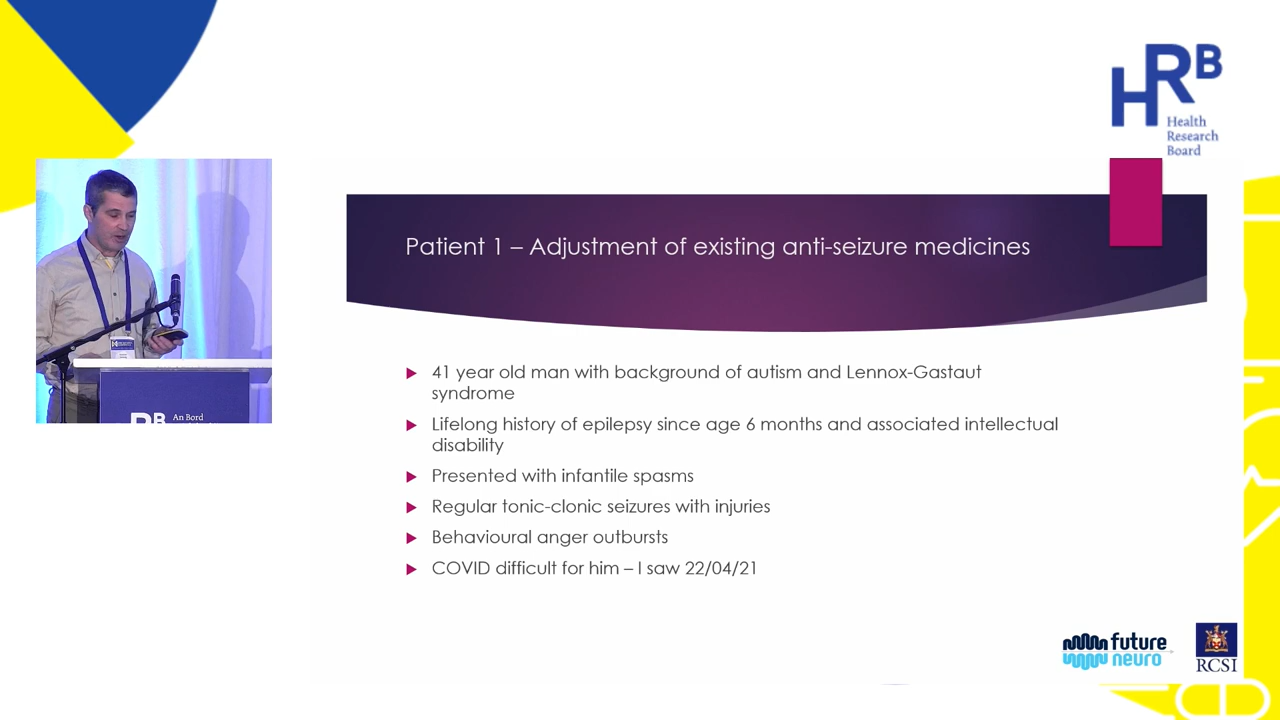 HRB
Health
Research
Board
Patient 1 – Adjustment of existing anti-seizure medicines
41 year old man with background of autism and Lennox-Gastaut
syndrome
Lifelong history of epilepsy since age 6 months and associated intellectual
disability
Presented with infantile spasms
Regular tonic-clonic seizures with injuries
Behavioural anger outbursts
COVID difficult for him – I saw 22/04/21
RB An Bord
future
neuro
RCSI